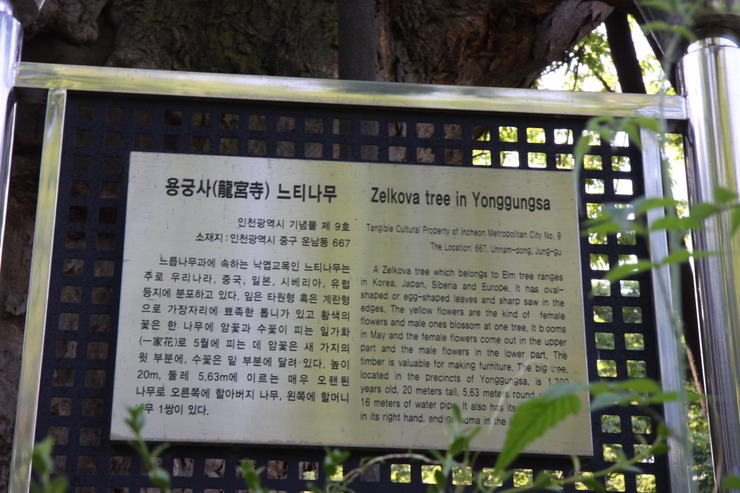 용궁사(龍宮寺) 느티나무
인천광역시 기념물 제 9호
소재지 : 인천광역시 중구 운남동 667
느릅나무과에 속하는 낙엽교목인 느티나무는
주로 우리나라, 중국, 일본, 시베리아, 유럽
등지에 분포하고 있다. 잎은 타원형 혹은 계란형
으로 가장자리에 뾰족한 톱니가 있고 황색의
꽃은 한 나무에 암꽃과 수꽃이 피는 일가화
(一家花)로 5월에 피는 데 암꽃은 새 가지의
윗 부분에, 수꽃은 밑 부분에 달려 있다. 높이
20m, 둘레 5,63m에 이르는 매우 오랜된
나무로 오른쪽에 할아버지 나무, 왼쪽에 할머니
무 1쌍이 있다.
Zelkova tree in Yonggungsa
Tangible Cultural Property of Incheon Metropolitan City No. 9
The Location: 667, Unnam-dong, Jung-gu
A Zelkova tree which belongs to Elm tree ranges
in Korea, Japan, Siberia and Europe. It has oval-
shaped or egg-shaped leaves and sharp saw in the
edges. The yellow flowers are the kind of female
flowers and male ones blossom at one tree, it blooms
in May and the female flowers come out in the upper
part and the male flowers in the lower part. The
timber is valuable for making furniture. The big tree,
located in the precincts of Yonggungsa, is
years old, 20 meters tall, 5,63 meters round
16 meters of water pipe. It also has its
in its right hand, and in the